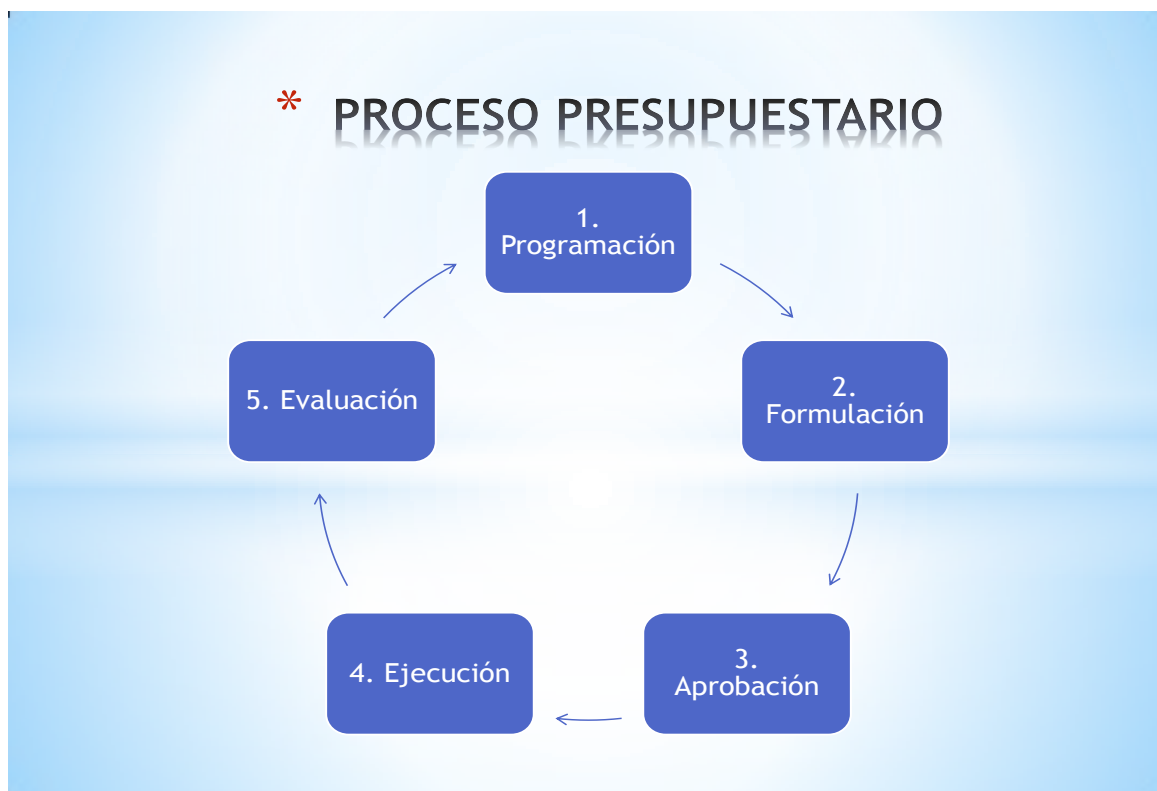 * PROCESO PRESUPUESTARIO
1.
Programación
2.
Formulación
3.
Aprobación
4. Ejecución
5. Evaluación